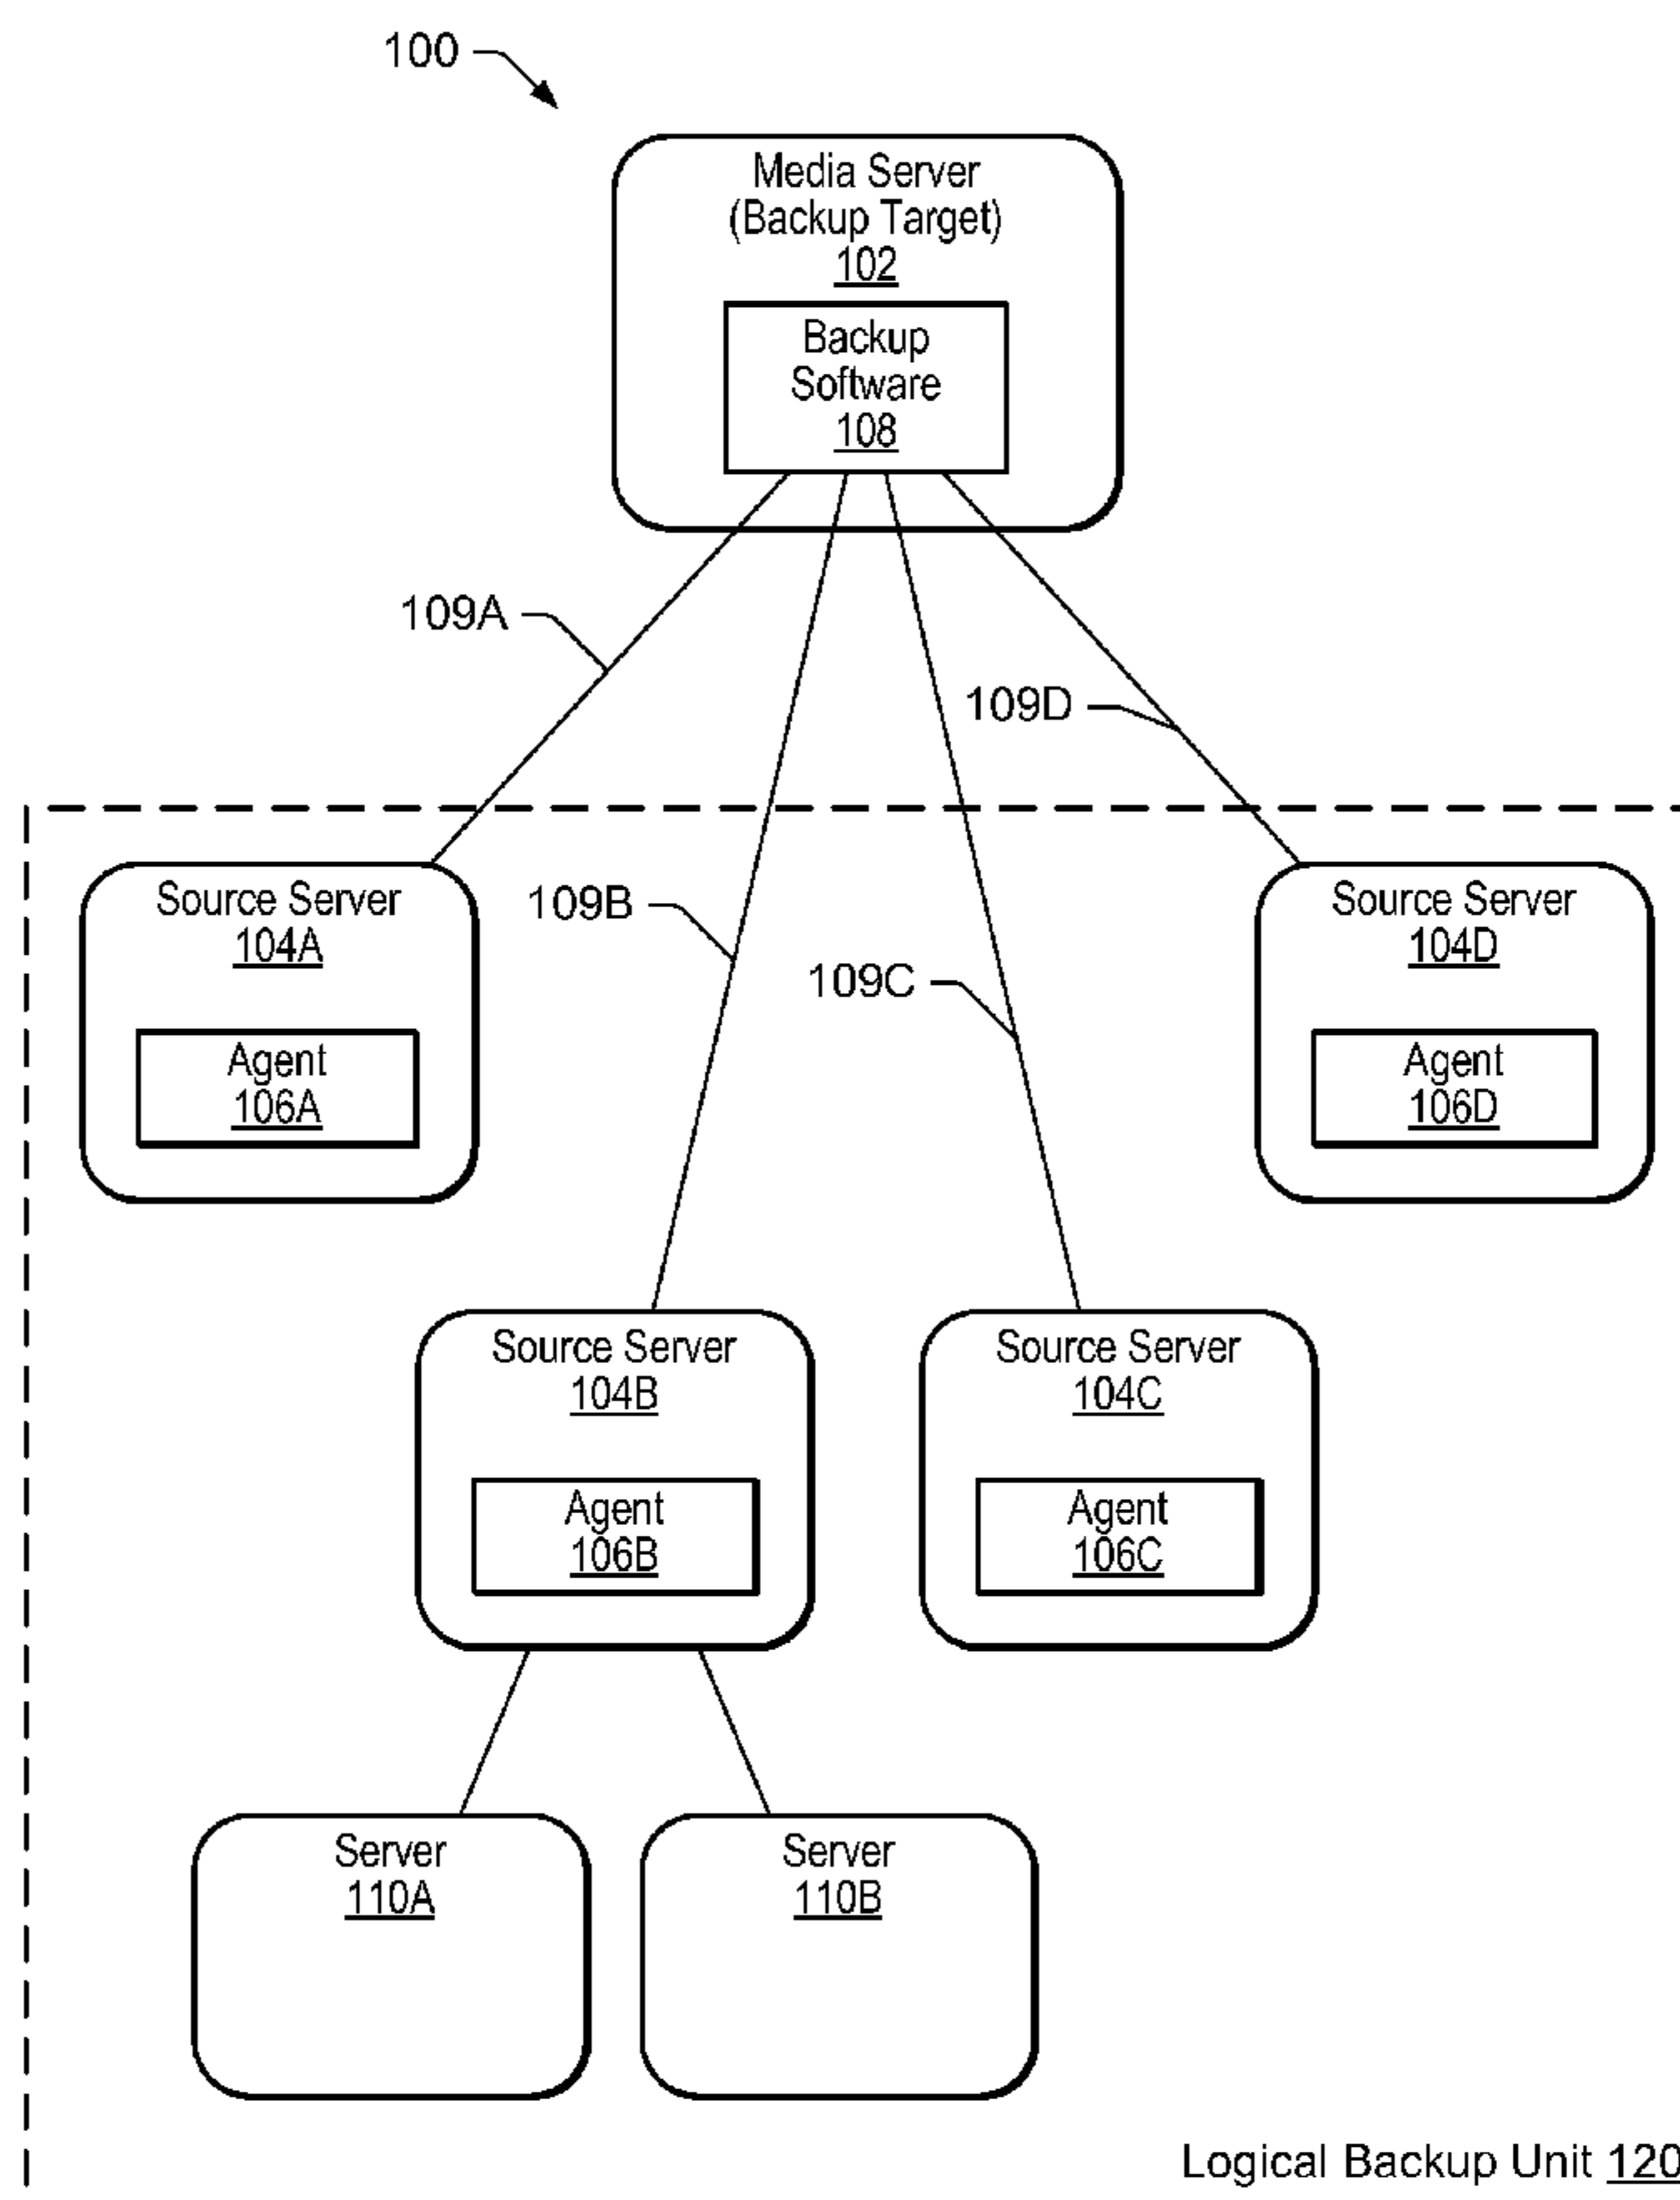 100
Media Server
(Backup Target)
102
Backup
Software
108
109A
109D
Source Server
104A
Agent
106A
109B
109C
Source Server
104D
Agent
106D
Source Server
104B
Agent
106B
Source Server
104C
Agent
106C
Server
110A
Server
110B
Logical Backup Unit 120